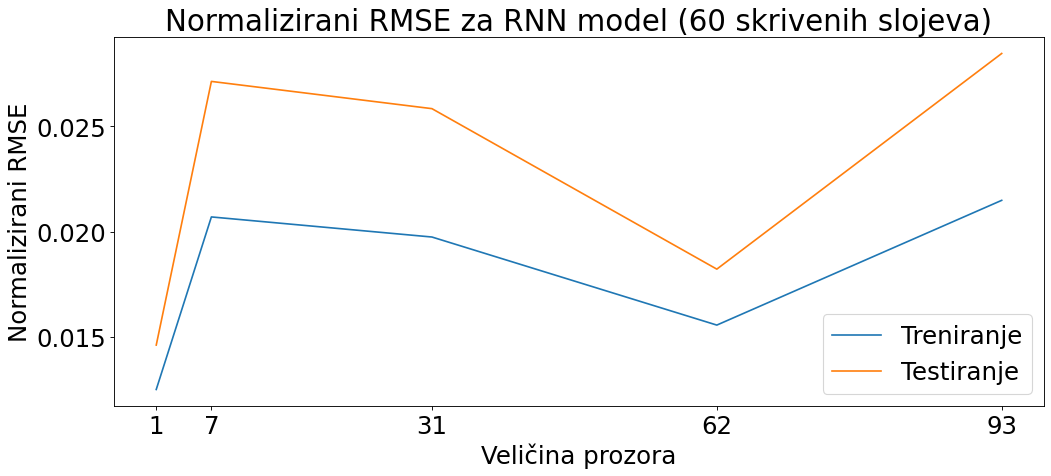 Normalizirani RMSE za RNN model (60 skrivenih slojeva)
Normalizirani RMSE
0.025
0.020
0.015
Treniranje
Testiranje
1 7 31 62 93
Veličina prozora